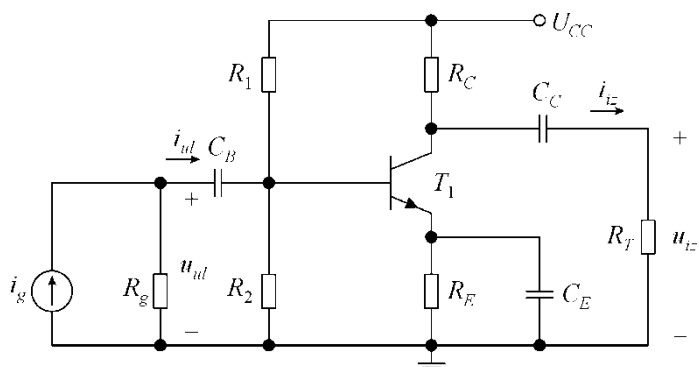 U_CC
R_1
R_C
C_C
i_iz
i_ul
C_B
+
T_1
+
i_g
R_g
u_ul
R_2
R_E
C_E
R_T
u_iz
−
−